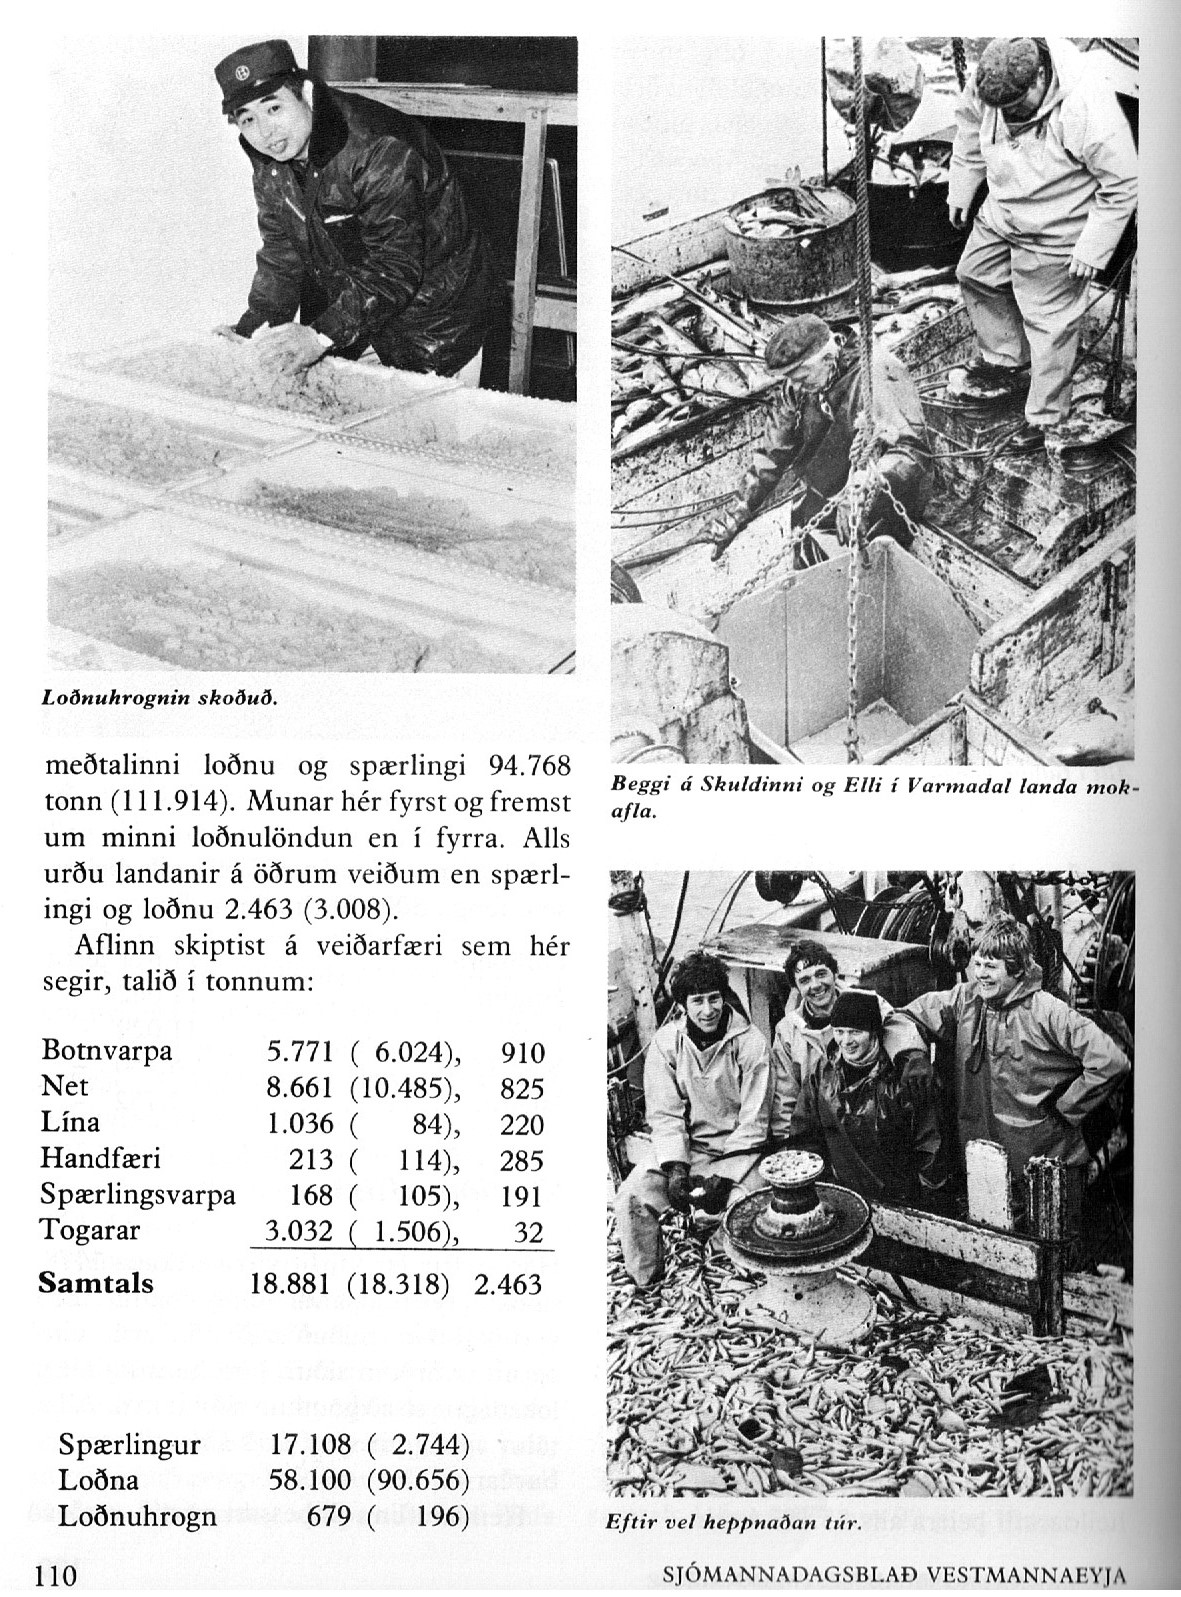 Loðnuhrognin skoðuð.
meðtalinni loðnu og spærlingi 94.768
tonn (111.914). Munar hér fyrst og fremst
um minni loðnulöndun en í fyrra. Alls
urðu landanir á öðrum veiðum en spærl-
ingi og loðnu 2.463 (3.008).
Aflinn skiptist á veiðarfæri sem hér
segir, talið í tonnum:
Botnvarpa 5.771 ( 6.024), 910
Net 8.661 (10.485), 825
Lína 1.036 ( 84), 220
Handfæri 213 ( 114), 285
Spærlingsvarpa 168 ( 105), 191
Togarar 3.032 ( 1.506), 32
Samtals 18.881 (18.318) 2.463
Spærlingur 17.108 ( 2.744)
Loðna 58.100 (90.656)
Loðnuhrogn 679 ( 196)
Beggi á Skuldinni og Elli í Varmadal landa mok-
afla.
Eftir vel heppnaðan túr.
110
SJÓMANNADAGSBLAÐ VESTMANNAEYJA